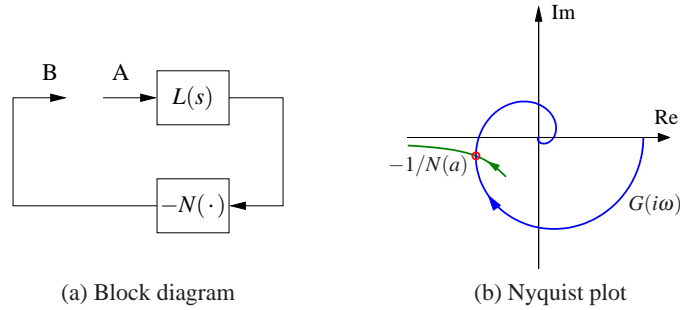 B
A
L(s)
−N(·)
(a) Block diagram
Im
Re
−1/N(a)
G(iω)
(b) Nyquist plot